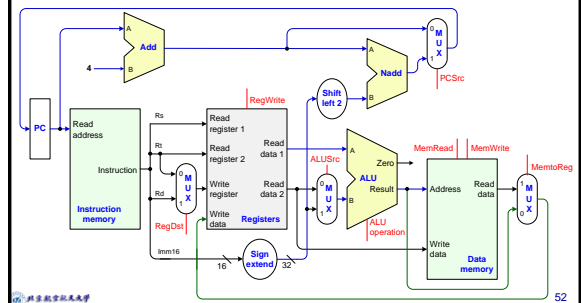 Add
A
B
4
0
M
U
X
1
PCSrc
A
Nadd
B
Shift
left 2
PC
Read
address
Instruction
Instruction
memory
Rs
Rt
Rd
Imm16
0
M
U
X
1
RegDst
RegWrite
Read
register 1
Read
register 2
Write
register
Write
data
Read
data 1
Read
data 2
Registers
16
Sign
extend
32
ALUSrc
0
M
U
X
1
A
B
Zero
ALU
Result
ALU
operation
MemRead
MemWrite
Address
Read
data
Write
data
Data
memory
MemtoReg
1
M
U
X
0
北京航空航天大学
52